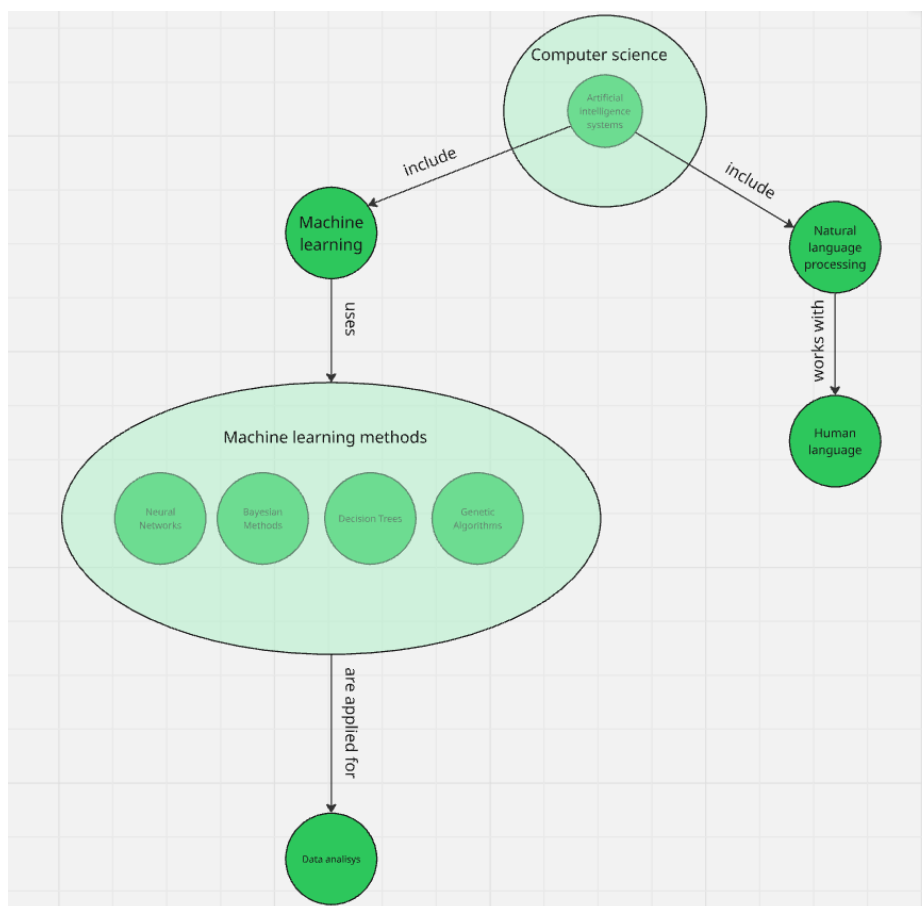 Computer science
Artificial
intelligence
systems
include
include
Machine
learning
Natural
language
processing
uses
works with
Machine learning methods
Human
language
Neural
Networks
Bayesian
Methods
Decision Trees
Genetic
Algorithms
are applied for
Data analisys